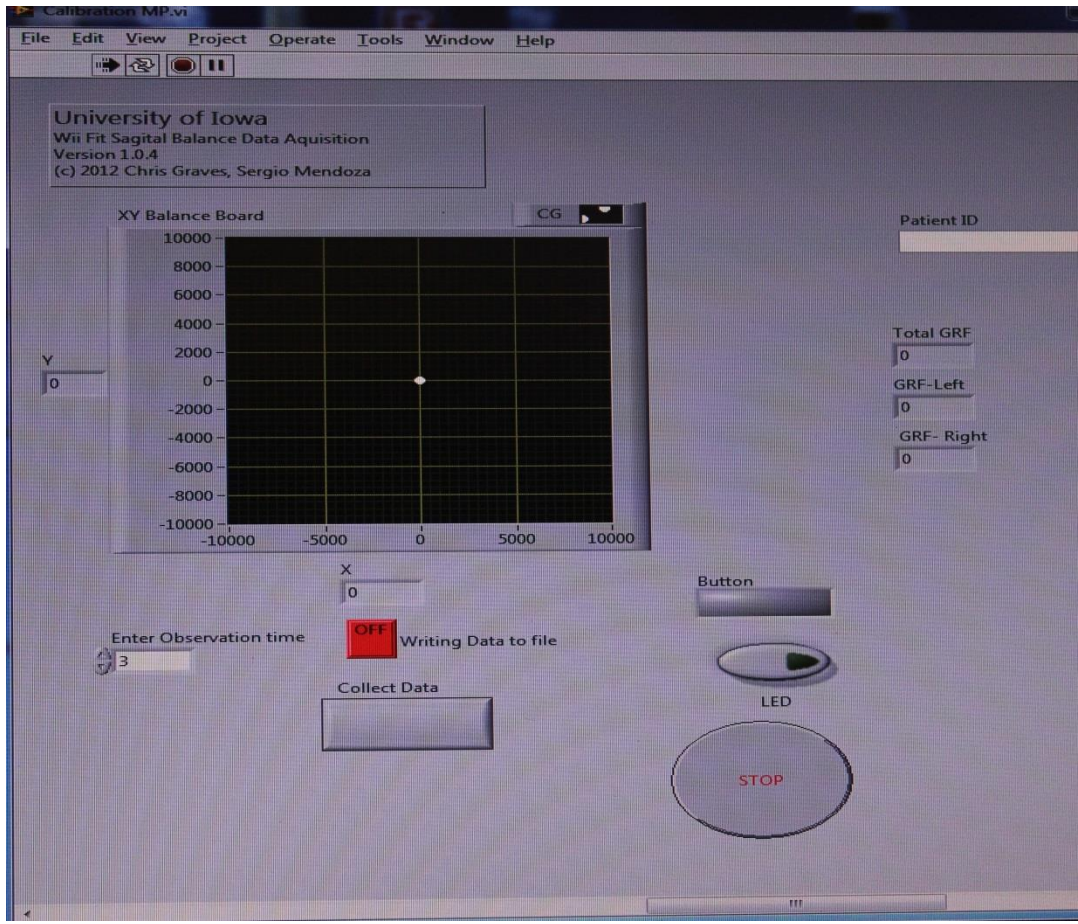 Calibration MP.vi
File Edit View Project Operate Tools Window Help
University of Iowa
Wii Fit Sagital Balance Data Aquisition
Version 1.0.4
(c) 2012 Chris Graves, Sergio Mendoza
XY Balance Board
CG
Patient ID
10000
8000
6000
4000
2000
0
-2000
-4000
-6000
-8000
-10000
-10000 -5000 0 5000 10000
Y
0
Total GRF
0
GRF-Left
0
GRF- Right
0
X
0
Button
Enter Observation time
3
OFF
Writing Data to file
Collect Data
LED
STOP